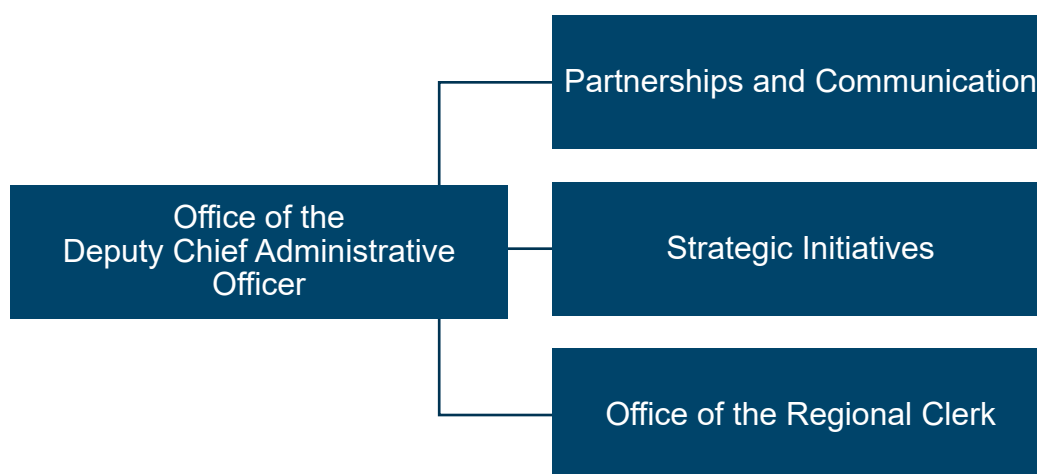 Partnerships and Communication
Office of the
Deputy Chief Administrative
Officer
Strategic Initiatives
Office of the Regional Clerk